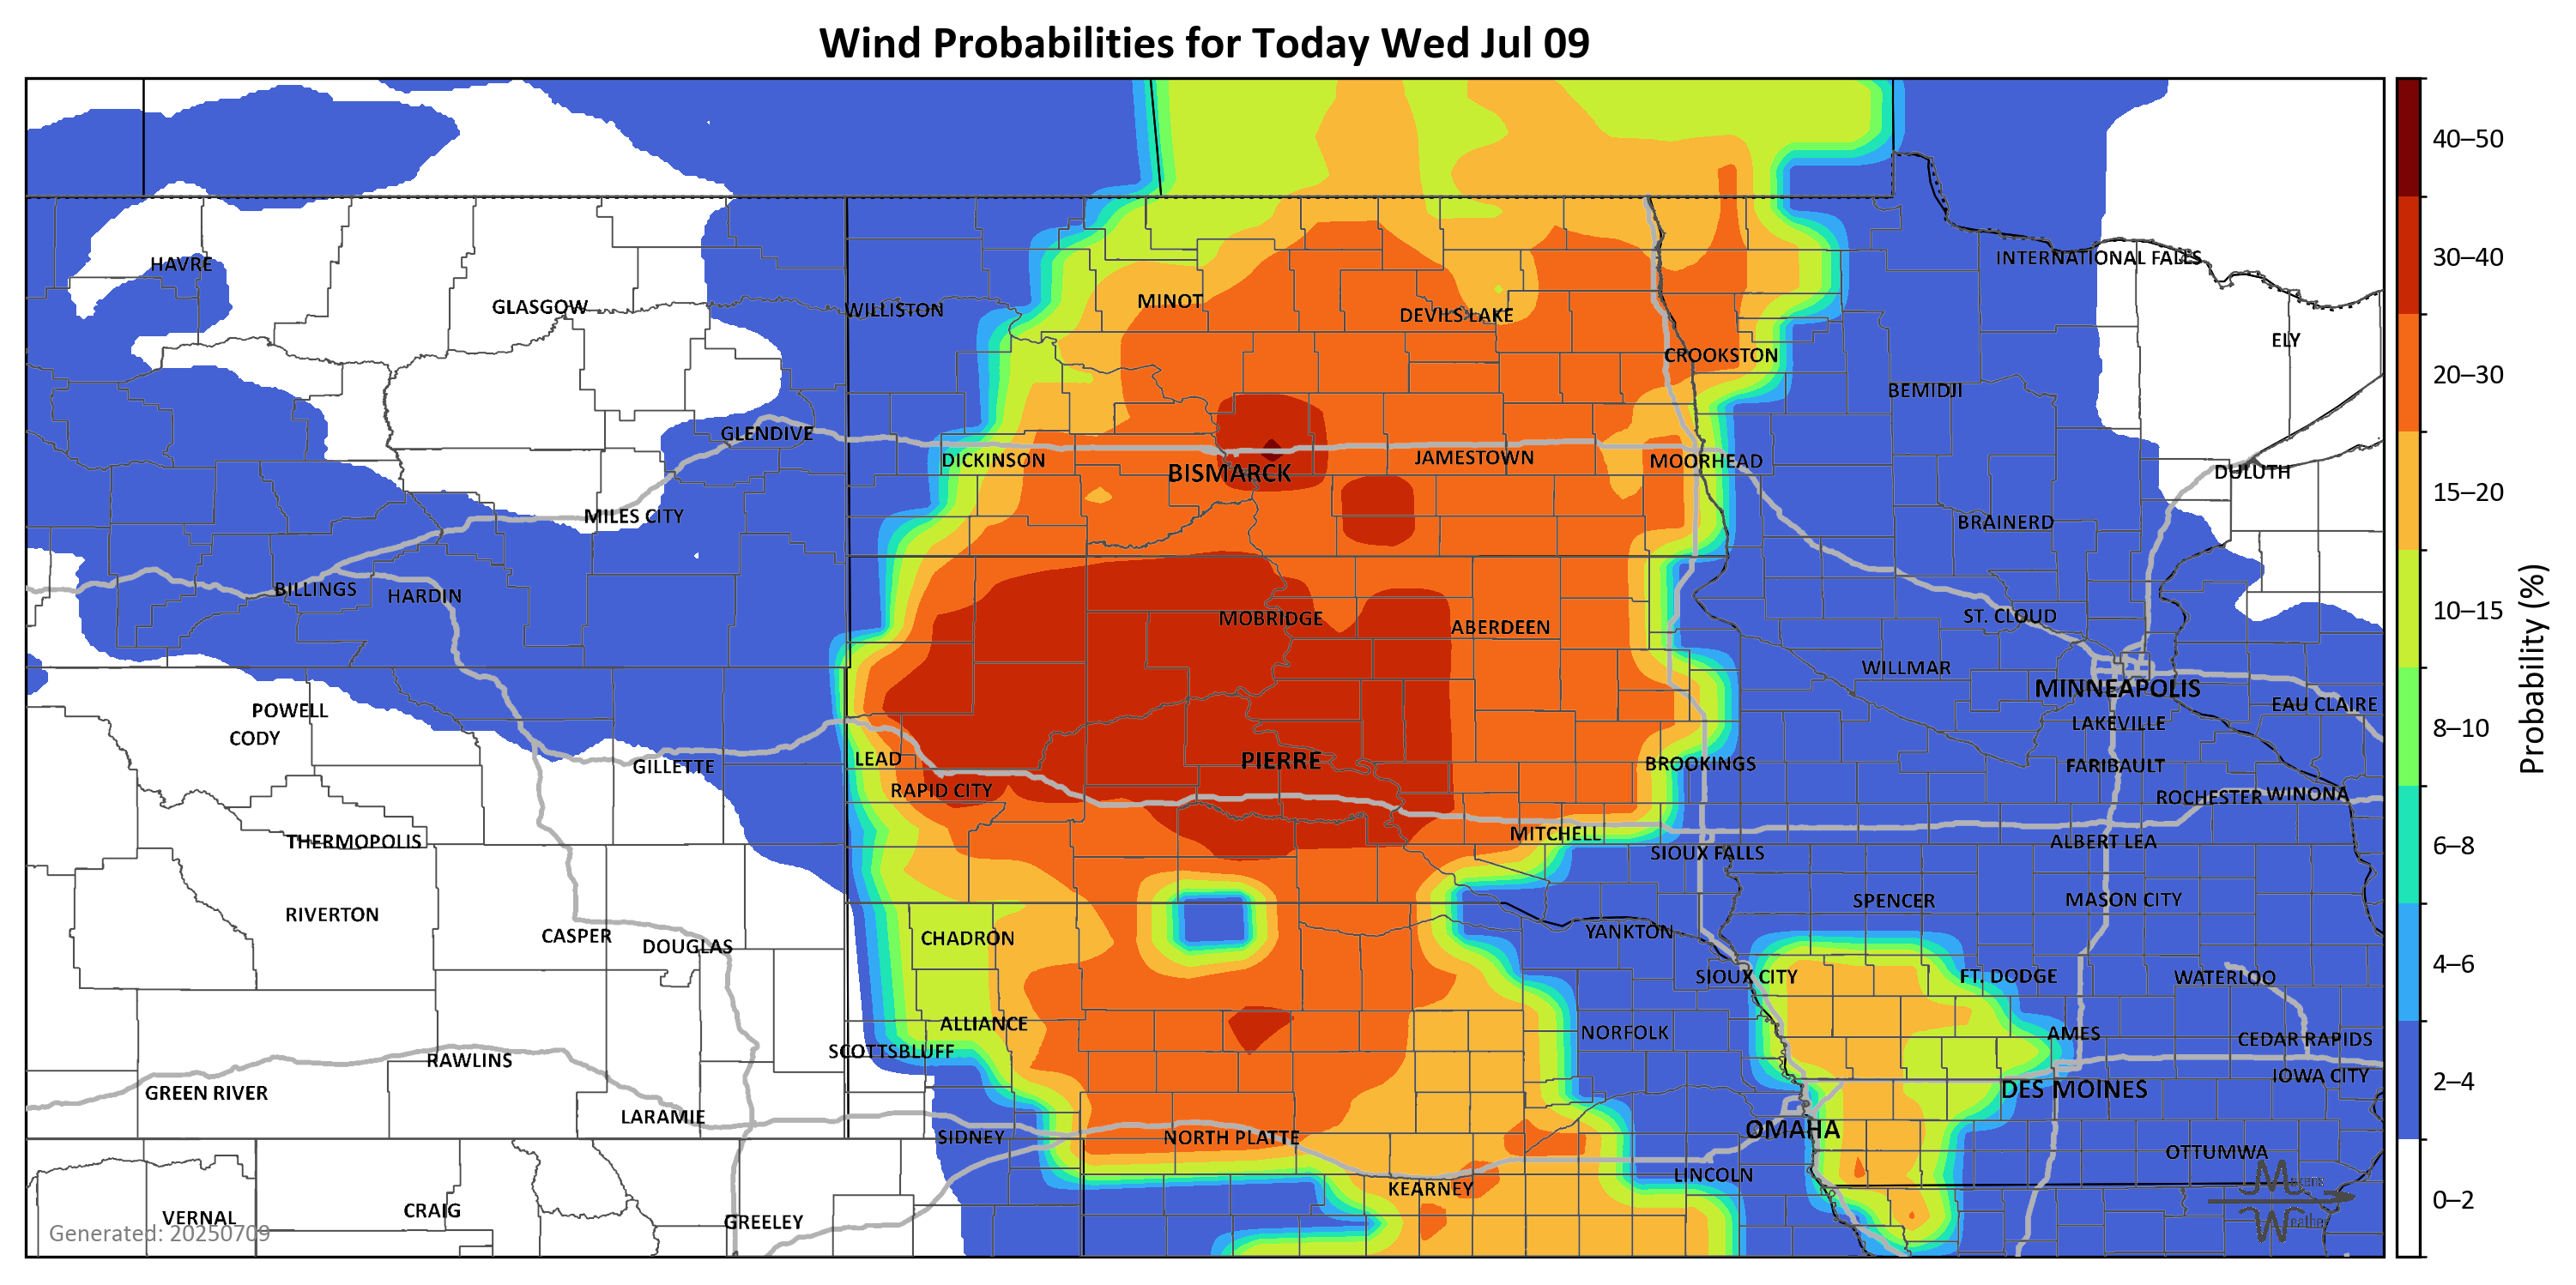 Wind Probabilities for Today Wed Jul 09
40–50
INTERNATIONAL FALLS
30–40
HAVRE
MINOT
GLASGOW
WILLISTON
DEVILS LAKE
ELY
CROOKSTON
20–30
BEMIDJI
GLENDIVE
DICKINSON
JAMESTOWN
MOORHEAD
BISMARCK
DULUTH
15–20
MILES CITY
BRAINERD
BILLINGS
HARDIN
MOBRIDGE
ABERDEEN
ST. CLOUD
10–15
WILLMAR
MINNEAPOLIS
EAU CLAIRE
POWELL
CODY
LAKEVILLE
8–10
Probability (%)
LEAD
GILLETTE
PIERRE
BROOKINGS
FARIBAULT
RAPID CITY
ROCHESTER
WINONA
THERMOPOLIS
MITCHELL
ALBERT LEA
6–8
SIOUX FALLS
SPENCER
MASON CITY
RIVERTON
CASPER
DOUGLAS
CHADRON
YANKTON
4–6
SIOUX CITY
FT. DODGE
WATERLOO
ALLIANCE
NORFOLK
AMES
CEDAR RAPIDS
SCOTTSBLUFF
RAWLINS
IOWA CITY
2–4
GREEN RIVER
DES MOINES
LARAMIE
OMAHA
SIDNEY
NORTH PLATTE
OTTUMWA
LINCOLN
KEARNEY
0–2
VERNAL
CRAIG
GREELEY
Generated: 20250709